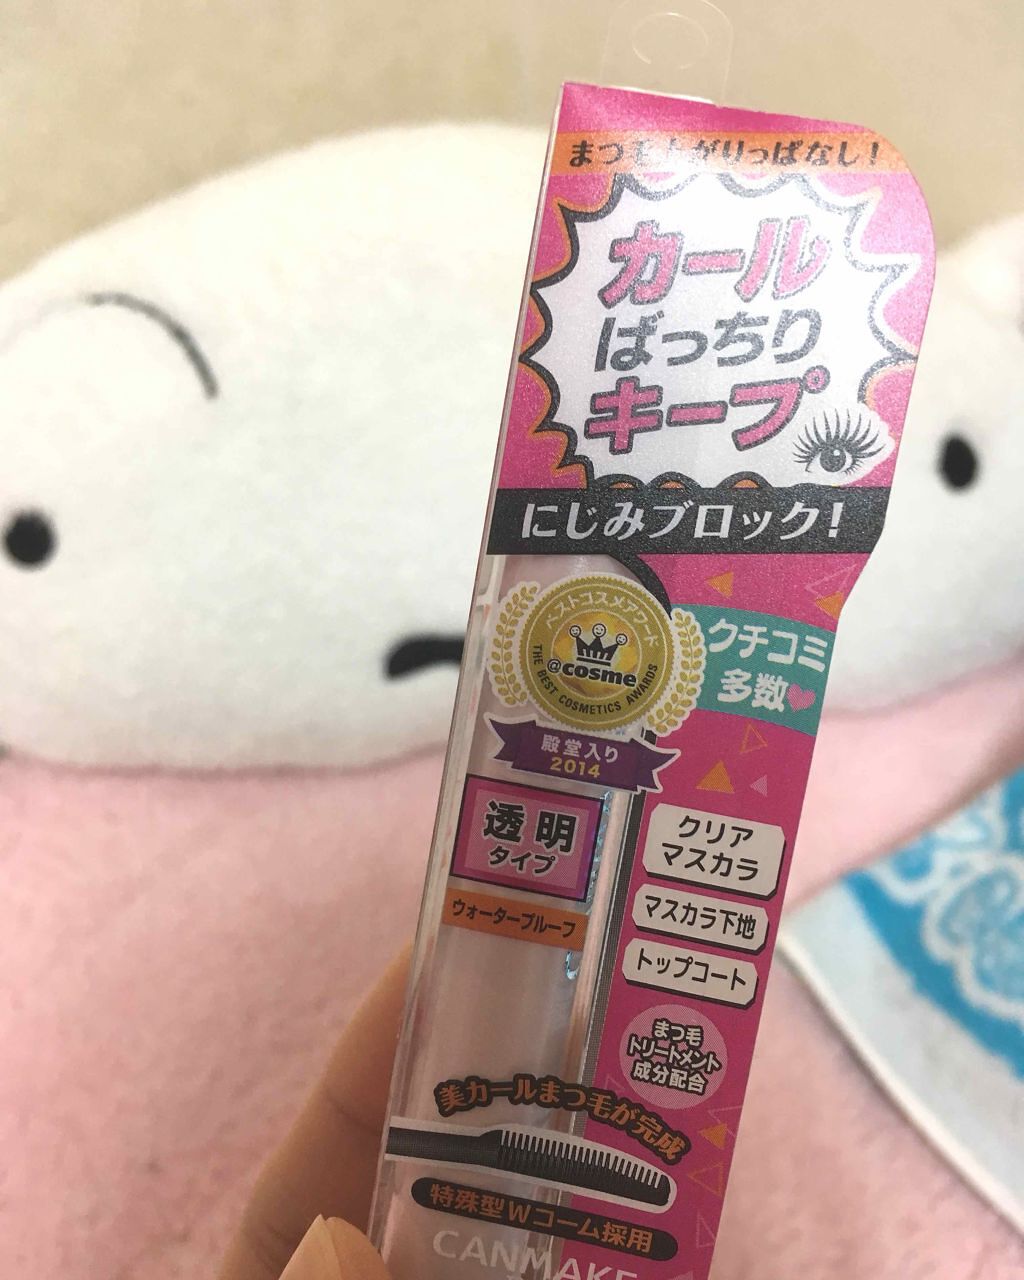 まつ毛上がりっぱなし!
カール
ばっちり
キープ
にじみブロック!
ベストコスメアワード
@cosme
THE BEST COSMETICS AWARDS
殿堂入り
2014
クチコミ
多数
透明
タイプ
ウォータープルーフ
クリア
マスカラ
マスカラ下地
トップコート
まつ毛
トリートメント
成分配合
美カールまつ毛が完成
特殊型Wコーム採用
CANMAKE